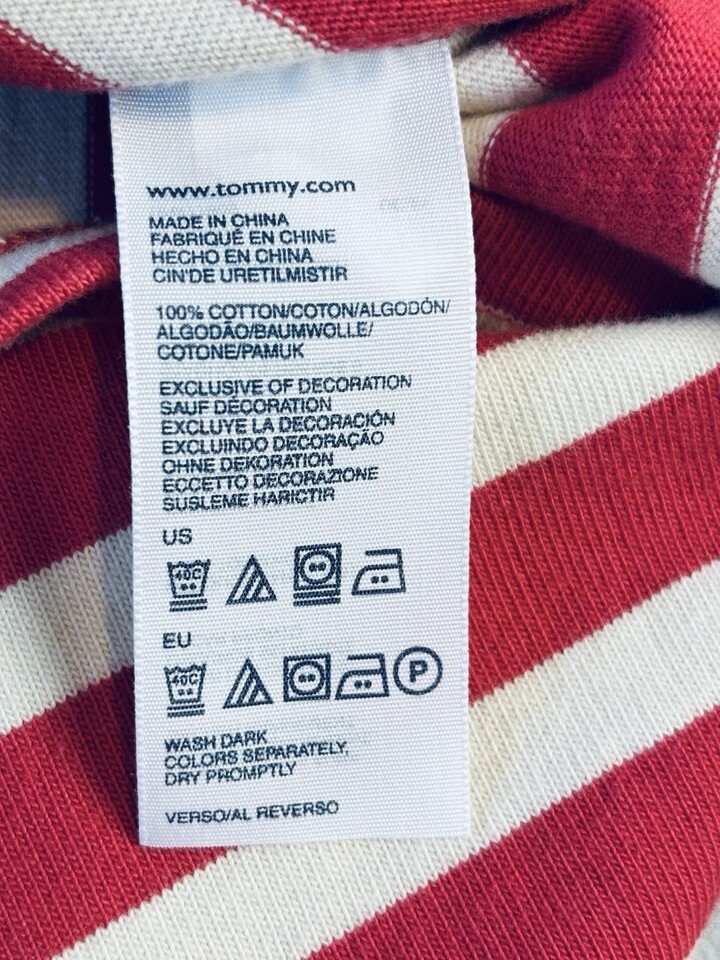 www.tommy.com
MADE IN CHINA
FABRIQUÉ EN CHINE
HECHO EN CHINA
CIN'DE URETILMISTIR
100% COTTON/COTON/ALGODÓN/
ALGODÃO/BAUMWOLLE/
COTONE/PAMUK
EXCLUSIVE OF DECORATION
SAUF DÉCORATION
EXCLUYE LA DECORACIÓN
EXCLUINDO DECORAÇÃO
OHNE DEKORATION
ECCETTO DECORAZIONE
SUSLEME HARICTIR
US
40C
EU
40C
P
WASH DARK
COLORS SEPARATELY,
DRY PROMPTLY
VERSO/AL REVERSO